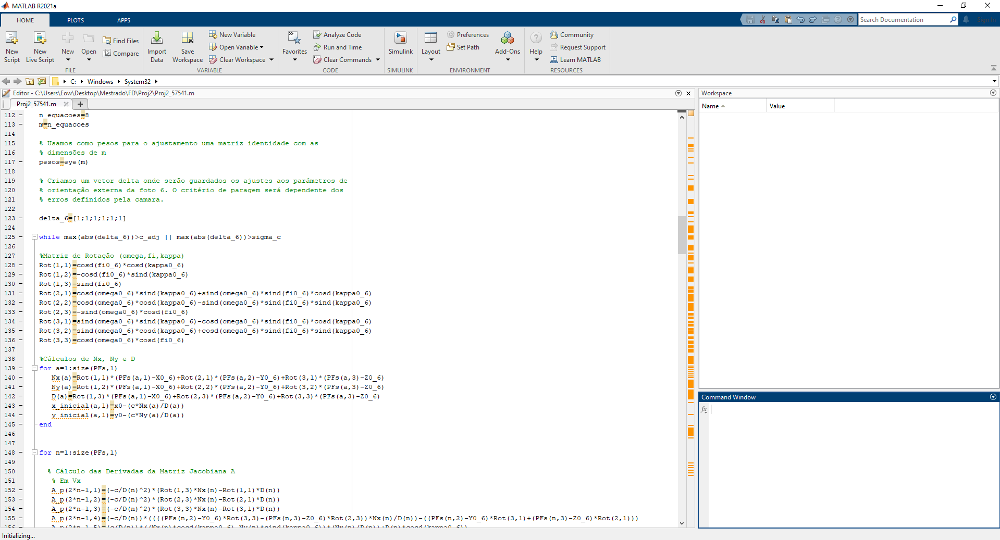 MATLAB R2021a
HOME PLOTS APPS
Search Documentation
Sign In
New Script
New Live Script
New
Open
Find Files
Compare
FILE
Import Data
Save Workspace
New Variable
Open Variable
Clear Workspace
VARIABLE
Favorites
Analyze Code
Run and Time
Clear Commands
CODE
Simulink
SIMULINK
Layout
Preferences
Set Path
Add-Ons
ENVIRONMENT
Help
Community
Request Support
Learn MATLAB
RESOURCES
C: Windows System32
Editor - C:\Users\Eow\Desktop\Mestrado\FD\Proj2\Proj2_57541.m
Proj2_57541.m
112 n_equacoes=8
113 m=n_equacoes
114
115 % Usamos como pesos para o ajustamento uma matriz identidade com as
116 % dimensões de m
117 pesos=eye(m)
118
119 % Criamos um vetor delta onde serão guardados os ajustes aos parâmetros de
120 % orientação externa da foto 6. O critério de paragem será dependente dos
121 % erros definidos pela camara.
122
123 delta_6=[1;1;1;1;1;1]
124
125 while max(abs(delta_6))>c_adj || max(abs(delta_6))>sigma_c
126
127 %Matriz de Rotação (omega,fi,kappa)
128 Rot(1,1)=cosd(fi0_6)*cosd(kappa0_6)
129 Rot(1,2)=-cosd(fi0_6)*sind(kappa0_6)
130 Rot(1,3)=sind(fi0_6)
131 Rot(2,1)=cosd(omega0_6)*sind(kappa0_6)+sind(omega0_6)*sind(fi0_6)*cosd(kappa0_6)
132 Rot(2,2)=cosd(omega0_6)*cosd(kappa0_6)-sind(omega0_6)*sind(fi0_6)*sind(kappa0_6)
133 Rot(2,3)=-sind(omega0_6)*cosd(fi0_6)
134 Rot(3,1)=sind(omega0_6)*sind(kappa0_6)-cosd(omega0_6)*sind(fi0_6)*cosd(kappa0_6)
135 Rot(3,2)=sind(omega0_6)*cosd(kappa0_6)+cosd(omega0_6)*sind(fi0_6)*sind(kappa0_6)
136 Rot(3,3)=cosd(omega0_6)*cosd(fi0_6)
137
138 %Cálculos de Nx, Ny e D
139 for a=1:size(PFs,1)
140 Nx(a)=Rot(1,1)*(PFs(a,1)-X0_6)+Rot(2,1)*(PFs(a,2)-Y0_6)+Rot(3,1)*(PFs(a,3)-Z0_6)
141 Ny(a)=Rot(1,2)*(PFs(a,1)-X0_6)+Rot(2,2)*(PFs(a,2)-Y0_6)+Rot(3,2)*(PFs(a,3)-Z0_6)
142 D(a)=Rot(1,3)*(PFs(a,1)-X0_6)+Rot(2,3)*(PFs(a,2)-Y0_6)+Rot(3,3)*(PFs(a,3)-Z0_6)
143 x_inicial(a,1)=x0-(c*Nx(a)/D(a))
144 y_inicial(a,1)=y0-(c*Ny(a)/D(a))
145 end
146
147
148 for n=1:size(PFs,1)
149
150 % Cálculo das Derivadas da Matriz Jacobiana A
151 % Em Vx
152 A_p(2*n-1,1)=(-c/D(n)^2)*(Rot(1,3)*Nx(n)-Rot(1,1)*D(n))
153 A_p(2*n-1,2)=(-c/D(n)^2)*(Rot(2,3)*Nx(n)-Rot(2,1)*D(n))
154 A_p(2*n-1,3)=(-c/D(n)^2)*(Rot(3,3)*Nx(n)-Rot(3,1)*D(n))
155 A_p(2*n-1,4)=(-c/D(n))*((((PFs(n,2)-Y0_6)*Rot(3,3)-(PFs(n,3)-Z0_6)*Rot(2,3))*Nx(n)/D(n))-((PFs(n,2)-Y0_6)*Rot(3,1)+(PFs(n,3)-Z0_6)*Rot(2,1)))
Workspace
Name Value
Command Window
fx
Initializing...